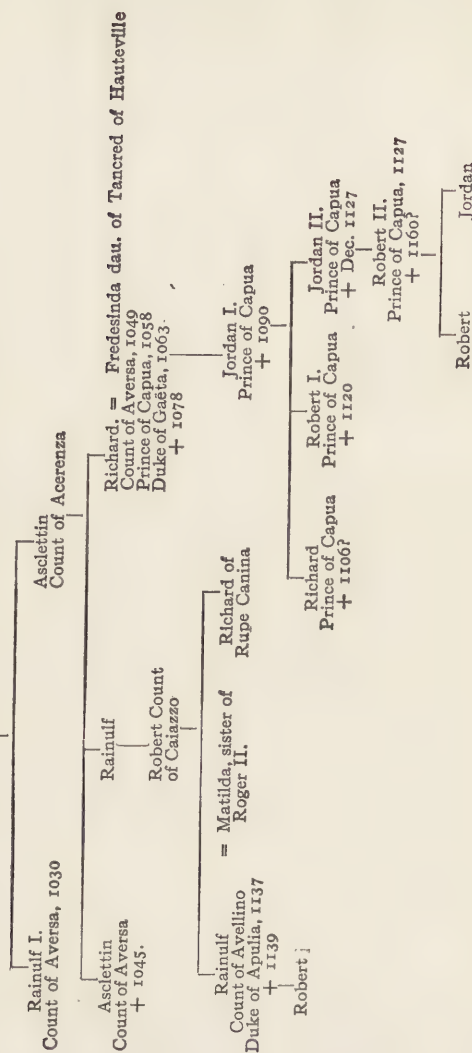 Rainulf I.
Count of Aversa, 1030
Asclettin
Count of Acerenza
Asclettin
Count of Aversa
+ 1045.
Rainulf
Richard. = Fredesinda dau. of Tancred of Hauteville
Count of Aversa, 1049
Prince of Capua, 1058
Duke of Gaëta, 1063.
+ 1078
Robert Count
of Caiazzo
Jordan I.
Prince of Capua
+ 1090
Rainulf = Matilda, sister of
Count of Avellino Roger II.
Duke of Apulia, 1137
+ 1139
Richard of
Rupe Canina
Richard
Prince of Capua
+ 1106?
Robert I.
Prince of Capua
+ 1120
Jordan II.
Prince of Capua
+ Dec. 1127
Robert
Robert II.
Prince of Capua, 1127
+ 1160?
Robert
Jordan